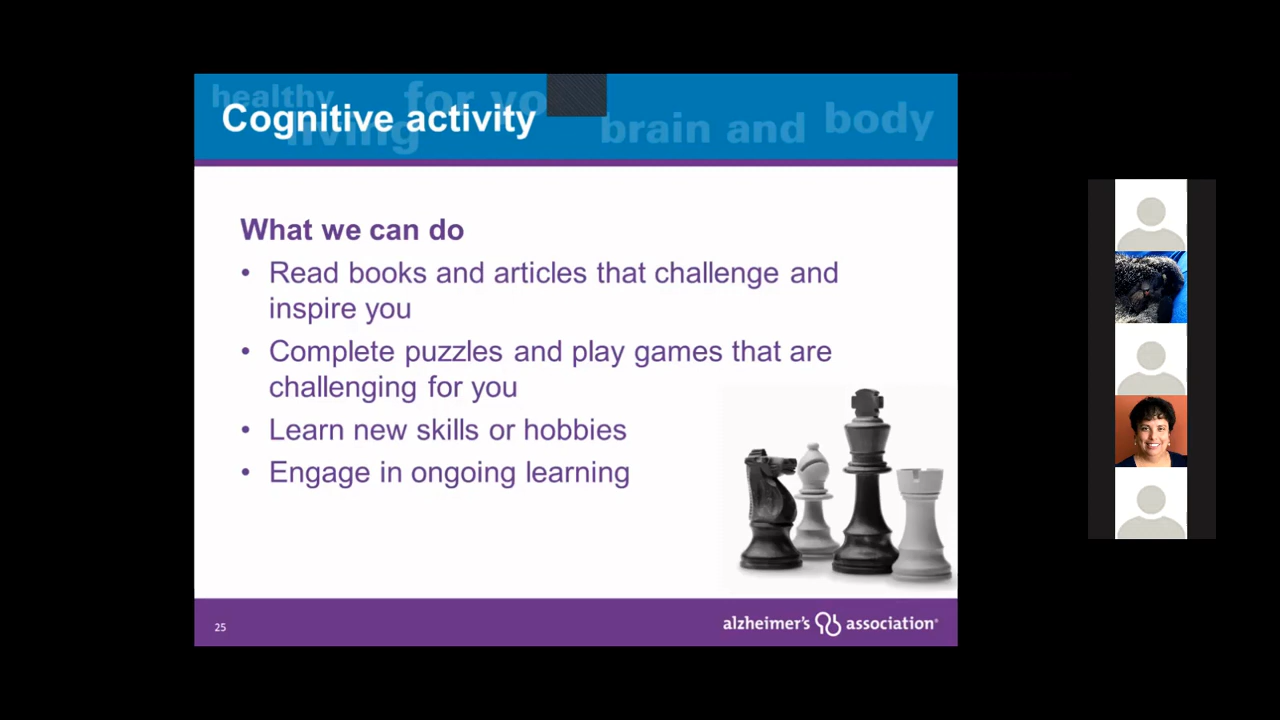 healthy
for yo
living
brain and
body
Cognitive activity
What we can do
• Read books and articles that challenge and
inspire you
• Complete puzzles and play games that are
challenging for you
• Learn new skills or hobbies
• Engage in ongoing learning
25
alzheimer's association®